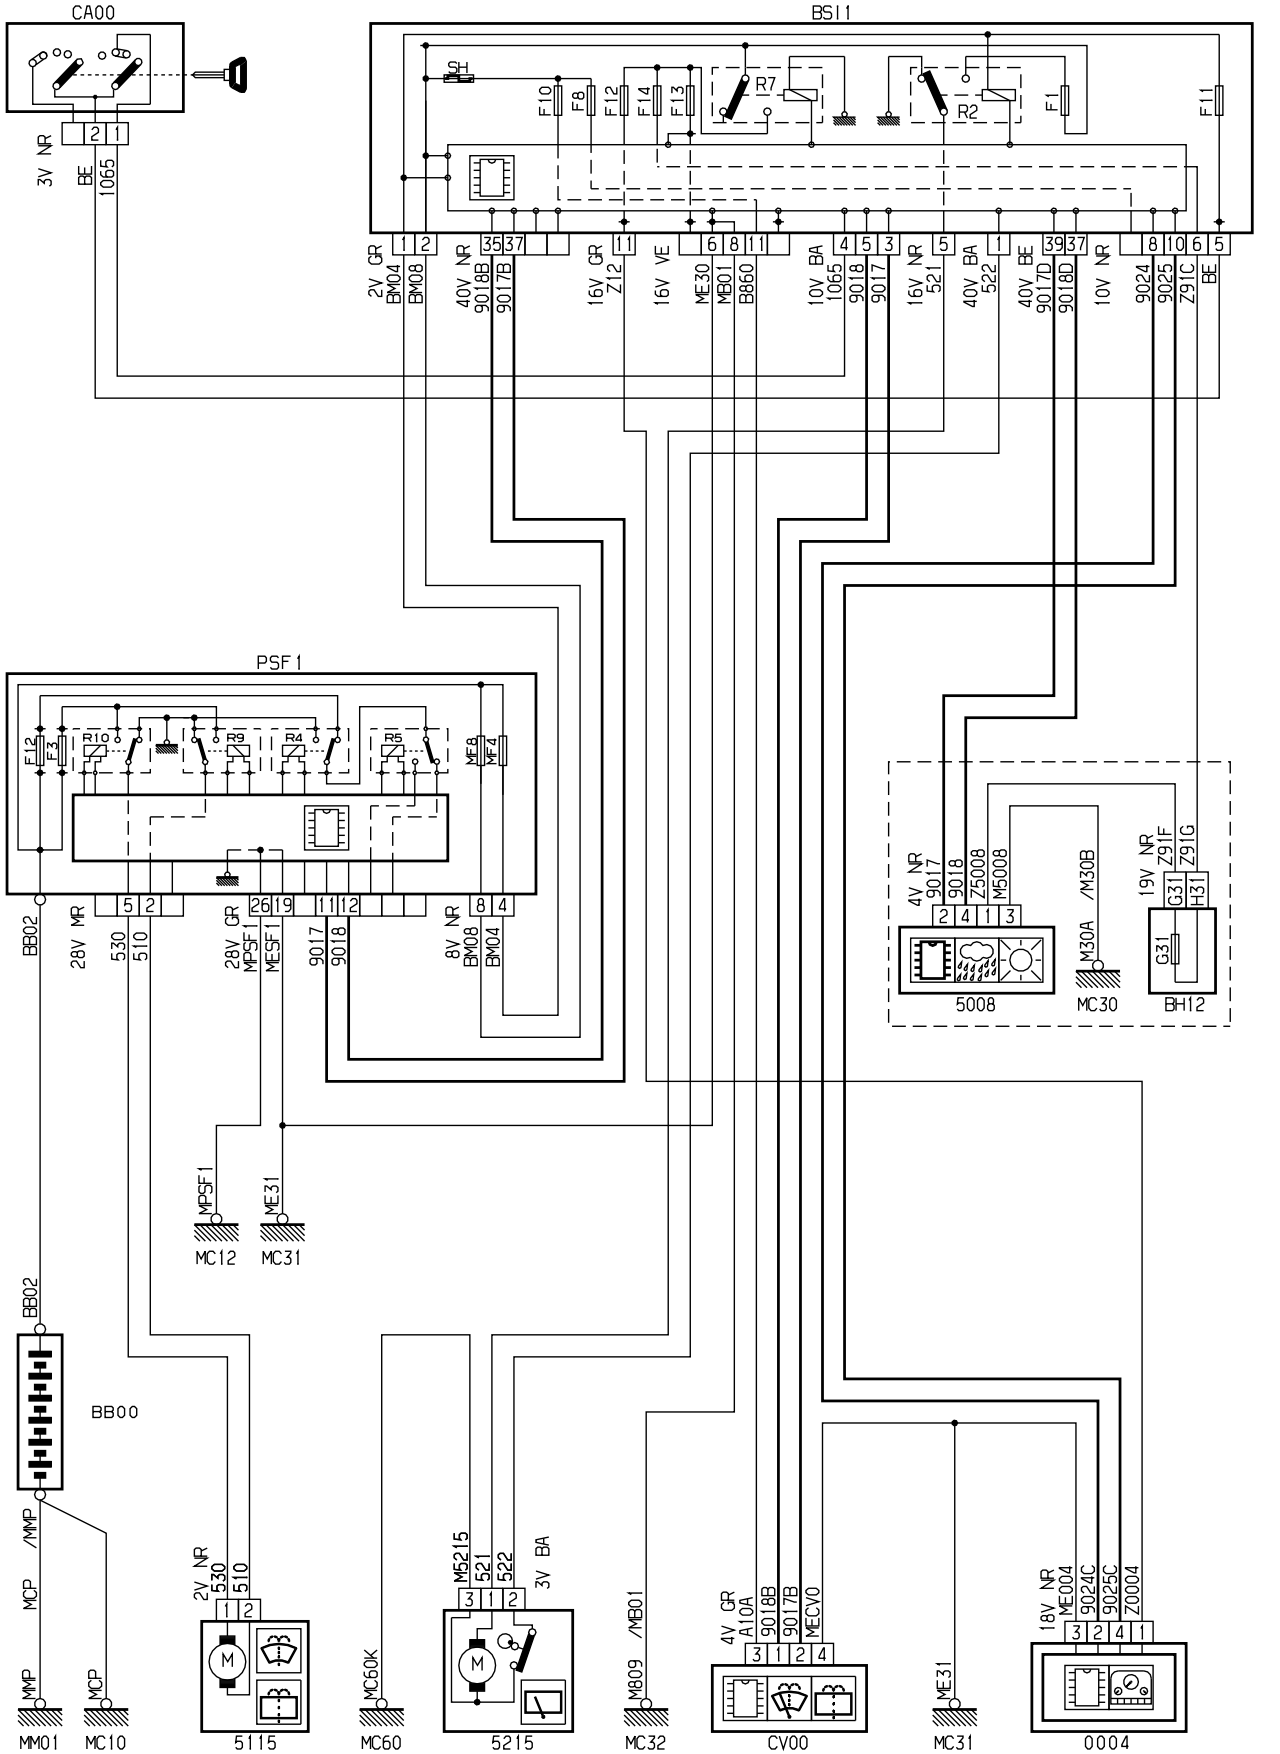 CA00
BSI1
SH
F10
F8
F12
F14
F13
R7
R2
F1
F11
2 1
3V NR
BE
1065
1 2
35 37
11
6 8 11
4 5 3
5
1
39 37
8 10 6 5
2V GR
BM04
BM08
40V NR
9018B
9017B
16V GR
Z12
16V VE
ME30
MB01
B860
10V BA
1065
9018
9017
16V NR
521
40V BA
522
40V BE
9017D
9018D
10V NR
9024
9025
Z91C
BE
PSF1
F12
F3
R10
R9
R4
R5
MF8
MF4
5 2
26 19
11 12
8 4
BB02
28V MR
530
510
28V GR
MPSF1
MESF1
9017
9018
8V NR
BM08
BM04
4V NR
9017
9018
Z5008
M5008
M30A /M30B
19V NR
Z91F
Z91G
2 4 1 3
G31
H31
G31
5008
MC30
BH12
MPSF1
ME31
MC12
MC31
BB02
BB00
MCP /MMP
MMP
MCP
MM01
MC10
2V NR
530
510
1 2
M
5115
MC60K
MC60
M5215
521
522
3V BA
3 1 2
M
5215
M809 /MB01
MC32
4V GR
A10A
9018B
9017B
MECV0
3 1 2 4
CV00
ME31
MC31
18V NR
ME004
9024C
9025C
Z0004
3 2 4 1
0004